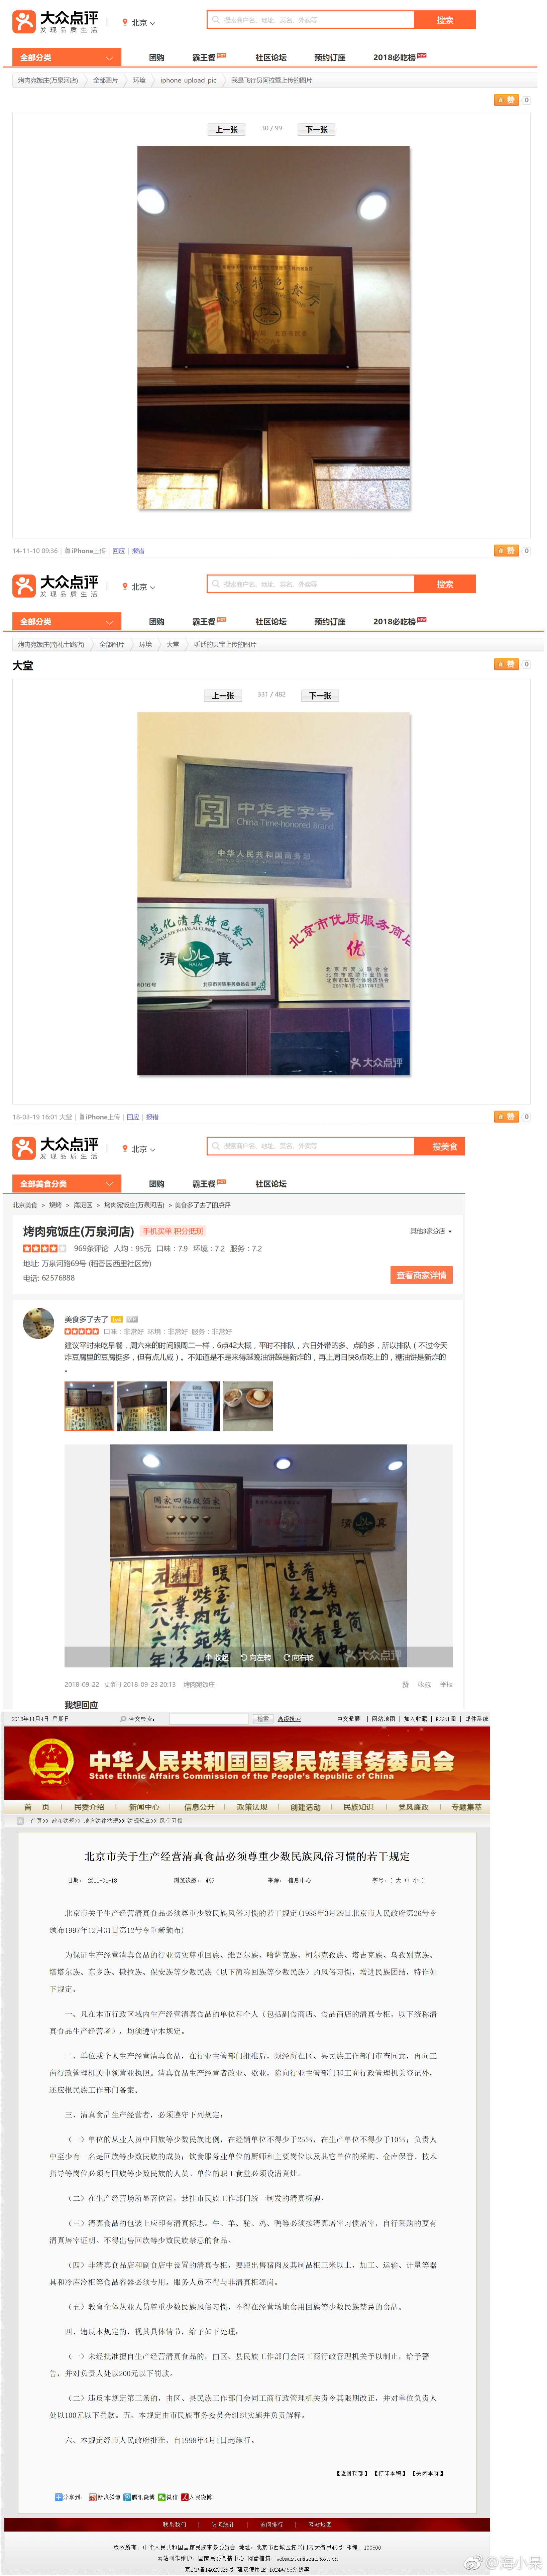 大众点评
发现品质生活
北京
搜索商户名、地址、菜名、外卖等
搜索
全部分类
团购
霸王餐
社区论坛
预约订座
2018必吃榜
烤肉宛饭庄(万泉河店)
全部图片
环境
iphone_upload_pic
我是飞行员阿拉蕾上传的图片
赞
0
上一张
30 / 99
下一张
14-11-10 09:36 | iPhone上传 | 回应 | 报错
赞
0
大众点评
发现品质生活
北京
搜索商户名、地址、菜名、外卖等
搜索
全部分类
团购
霸王餐
社区论坛
预约订座
2018必吃榜
烤肉宛饭庄(南礼士路店)
全部图片
环境
大堂
听话的贝宝上传的图片
大堂
赞
0
上一张
331 / 482
下一张
中华老字号
China Time-honored Brand
中华人民共和国商务部
规范化清真特色餐厅
清 HALAL 真
北京市优质服务商店
优
2017年1月-2018年12月
大众点评
18-03-19 16:01 大堂 | iPhone上传 | 回应 | 报错
赞
0
大众点评
发现品质生活
北京
搜索商户名、地址、菜名、外卖等
搜美食
全部美食分类
团购
霸王餐
社区论坛
北京美食 > 烧烤 > 海淀区 > 烤肉宛饭庄(万泉河店) > 美食多了去了的点评
烤肉宛饭庄(万泉河店)
手机买单 积分抵现
其他3家分店
969条评论 人均：95元 口味：7.9 环境：7.2 服务：7.2
地址: 万泉河路69号 (稻香园西里社区旁)
电话: 62576888
查看商家详情
美食多了去了
口味：非常好 环境：非常好 服务：非常好
建议平时来吃早餐，周六来的时间跟周二一样，6点42大概，平时不排队，六日外带的多、点的多，所以排队（不过今天
炸豆腐里的豆腐挺多，但有点儿咸）。不知道是不是来得越晚油饼越是新炸的，再上周日快8点吃上的，糖油饼是新炸的
。
国家四钻级酒家
清 真
收起
向左转
向右转
大众点评
2018-09-22 更新于2018-09-23 20:13 烤肉宛饭庄
赞 收藏 举报
我想回应
2018年11月4日 星期日
全文检索：
检索
高级搜索
中文繁體 | 网站地图 | 加入收藏 | RSS订阅 | 邮件系统
中华人民共和国国家民族事务委员会
State Ethnic Affairs Commission of the People's Republic of China
首 页
民委介绍
新闻中心
信息公开
政策法规
创建活动
民族知识
党风廉政
专题集萃
首页>> 政策法规>> 地方法律法规>> 法规规章>> 风俗习惯
北京市关于生产经营清真食品必须尊重少数民族风俗习惯的若干规定
日期： 2011-01-18
浏览次数： 465
来源： 信息中心
字号：[ 大 中 小 ]
北京市关于生产经营清真食品必须尊重少数民族风俗习惯的若干规定(1988年3月29日北京市人民政府第26号令
颁布1997年12月31日第12号令重新颁布)
为保证生产经营清真食品的行业切实尊重回族、维吾尔族、哈萨克族、柯尔克孜族、塔吉克族、乌孜别克族、
塔塔尔族、东乡族、撒拉族、保安族等少数民族（以下简称回族等少数民族）的风俗习惯，增进民族团结，特作如
下规定。
一、凡在本市行政区域内生产经营清真食品的单位和个人（包括副食商店、食品商店的清真专柜，以下统称清
真食品生产经营者），均须遵守本规定。
二、单位或个人生产经营清真食品，在行业主管部门批准后，须经所在区、县民族工作部门审查同意，再向工
商行政管理机关申领营业执照。清真食品生产经营者改业、歇业，除向行业主管部门和工商行政管理机关登记外，
还应报民族工作部门备案。
三、清真食品生产经营者，必须遵守下列规定：
（一）单位的从业人员中回族等少数民族比例，在经销单位不得少于25%，在生产单位不得少于10%；负责人
中至少有一名是回族等少数民族的成员；饮食服务业单位的厨师和主要岗位以及其它单位的采购、仓库保管、技术
指导等岗位必须有回族等少数民族的人员。单位的职工食堂必须设清真灶。
（二）在生产经营场所显著位置，悬挂市民族工作部门统一制发的清真标牌。
（三）清真食品的包装上应印有清真标志。牛、羊、驼、鸡、鸭等必须按清真屠宰习惯屠宰，自行采购的要有
清真屠宰证明。不得出售回族等少数民族禁忌的食品。
（四）非清真食品店和副食店中设置的清真专柜，要距出售猪肉及其制品柜三米以上，加工、运输、计量等器
具和冷库冷柜等食品容器必须专用。服务人员不得与非清真柜混岗。
（五）教育全体从业人员尊重少数民族风俗习惯，不得在经营场地食用回族等少数民族禁忌的食品。
四、违反本规定的，视其具体情节，给予如下处理：
（一）未经批准擅自生产经营清真食品的，由区、县民族工作部门会同工商行政管理机关予以制止，给予警
告，并对负责人处以200元以下罚款。
（二）违反本规定第三条的，由区、县民族工作部门会同工商行政管理机关责令其限期改正，并对单位负责人
处以100元以下罚款。五、本规定由市民族事务委员会组织实施并负责解释。
六、本规定经市人民政府批准，自1998年4月1日起施行。
【返回顶部】 【打印本稿】 【关闭本页】
分享到： 新浪微博 腾讯微博 微信 人民微博
联系我们 | 访问统计 | 访问排行 | 网站地图
版权所有：中华人民共和国国家民族事务委员会 地址：北京市西城区复兴门内大街甲49号 邮编：100800
网站制作维护：国家民委舆情中心 网管信箱：webmaster@seac.gov.cn
京ICP备14020933号 建议使用IE 1024*768分辨率
@海小呆